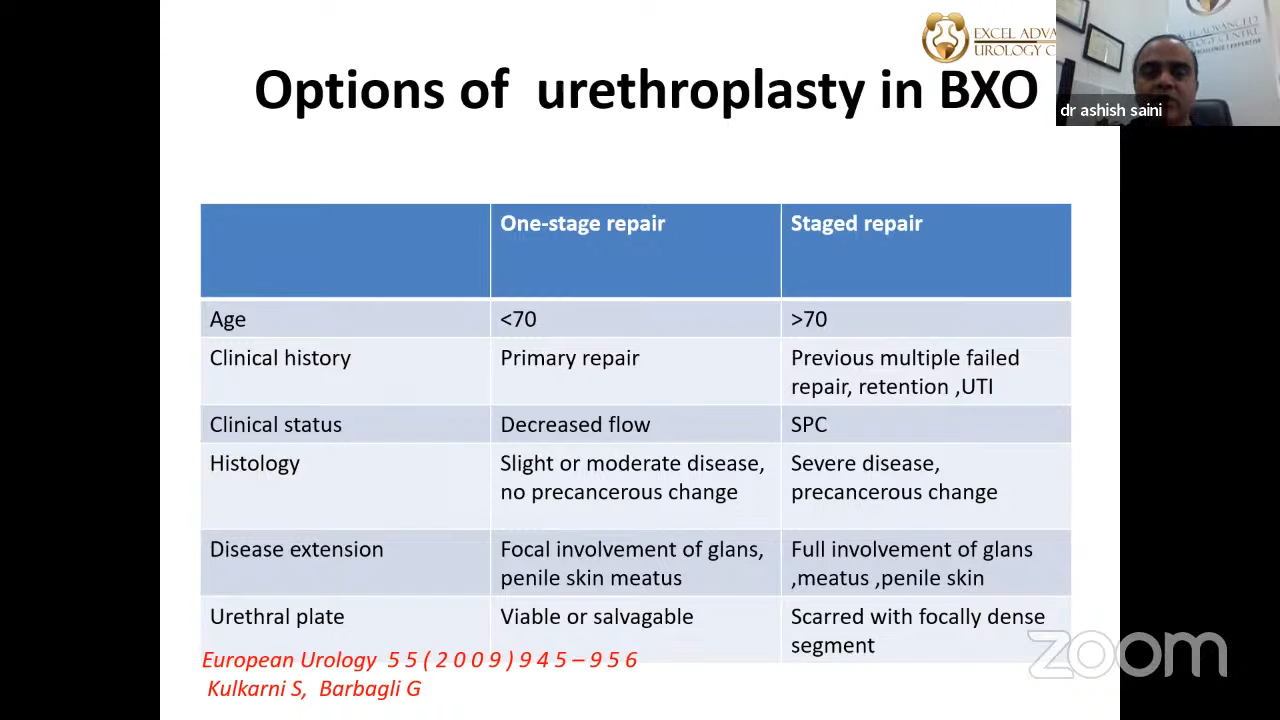 EXCEL ADVA
UROLOGY C
Options of urethroplasty in BXO
dr ashish saini
One-stage repair
Staged repair
Age
<70
>70
Clinical history
Primary repair
Previous multiple failed
repair, retention ,UTI
Clinical status
Decreased flow
SPC
Histology
Slight or moderate disease,
no precancerous change
Severe disease,
precancerous change
Disease extension
Focal involvement of glans,
penile skin meatus
Full involvement of glans
,meatus ,penile skin
Urethral plate
Viable or salvagable
Scarred with focally dense
segment
European Urology 5 5 ( 2 0 0 9 ) 9 4 5 – 9 5 6
Kulkarni S, Barbagli G
zoom